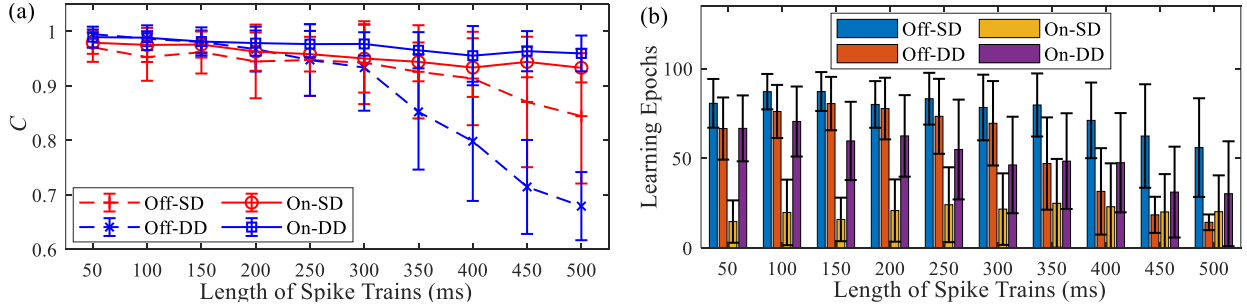 (a)
1
0.9
0.8
0.7
0.6
C
Off-SD On-SD
Off-DD On-DD
50 100 150 200 250 300 350 400 450 500
Length of Spike Trains (ms)
(b)
Off-SD On-SD
Off-DD On-DD
100
50
0
Learning Epochs
50 100 150 200 250 300 350 400 450 500
Length of Spike Trains (ms)